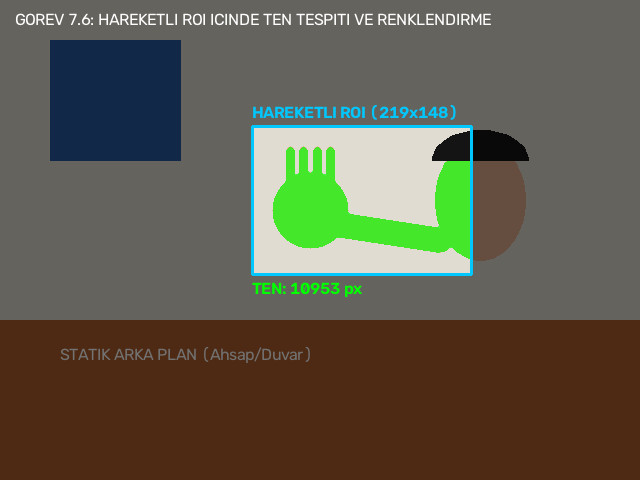 GOREV 7.6: HAREKETLI ROI ICINDE TEN TESPITI VE RENKLENDIRME
HAREKETLI ROI (219x148)
TEN: 10953 px
STATIK ARKA PLAN (Ahsap/Duvar)